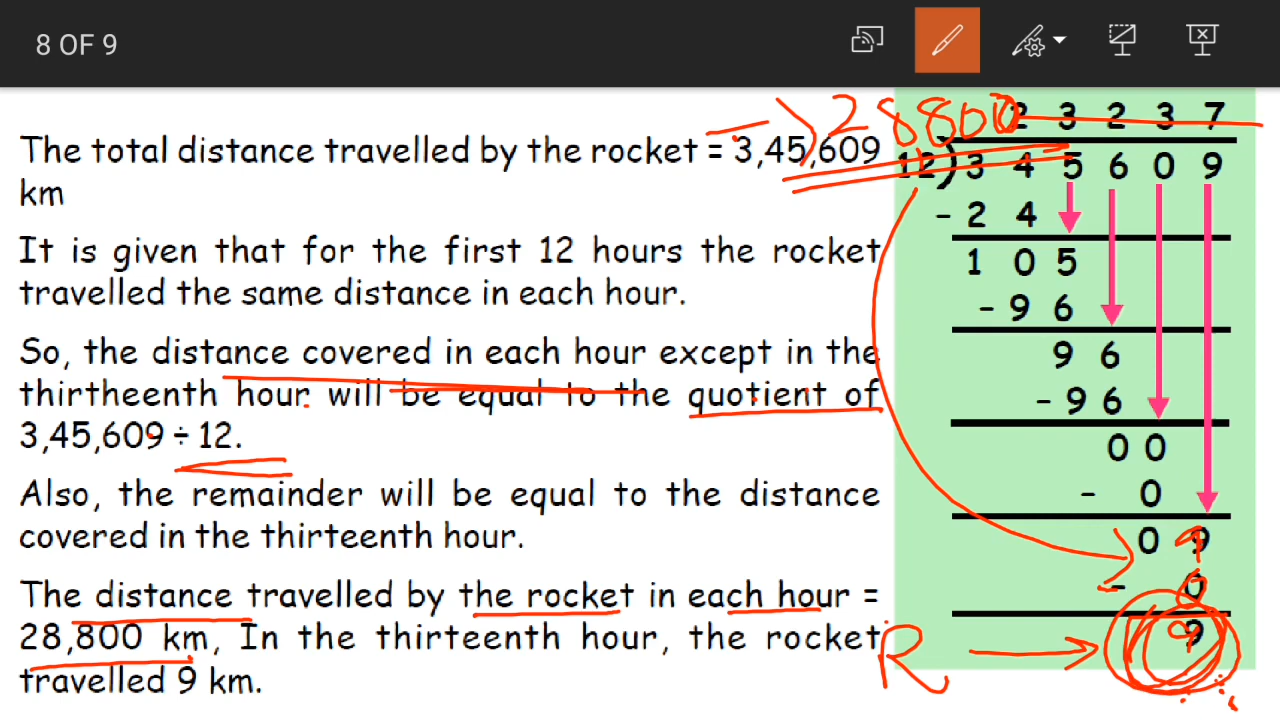 8 OF 9
The total distance travelled by the rocket = 3,45,609
km
It is given that for the first 12 hours the rocket
travelled the same distance in each hour.
So, the distance covered in each hour except in the
thirtheenth hour will be equal to the quotient of
3,45,609 ÷ 12.
Also, the remainder will be equal to the distance
covered in the thirteenth hour.
The distance travelled by the rocket in each hour =
28,800 km, In the thirteenth hour, the rocket
travelled 9 km.
28800
2 3 2 3 7
12) 3 4 5 6 0 9
- 2 4
1 0 5
- 9 6
9 6
- 9 6
0 0
- 0
0 9
- 0
9
R